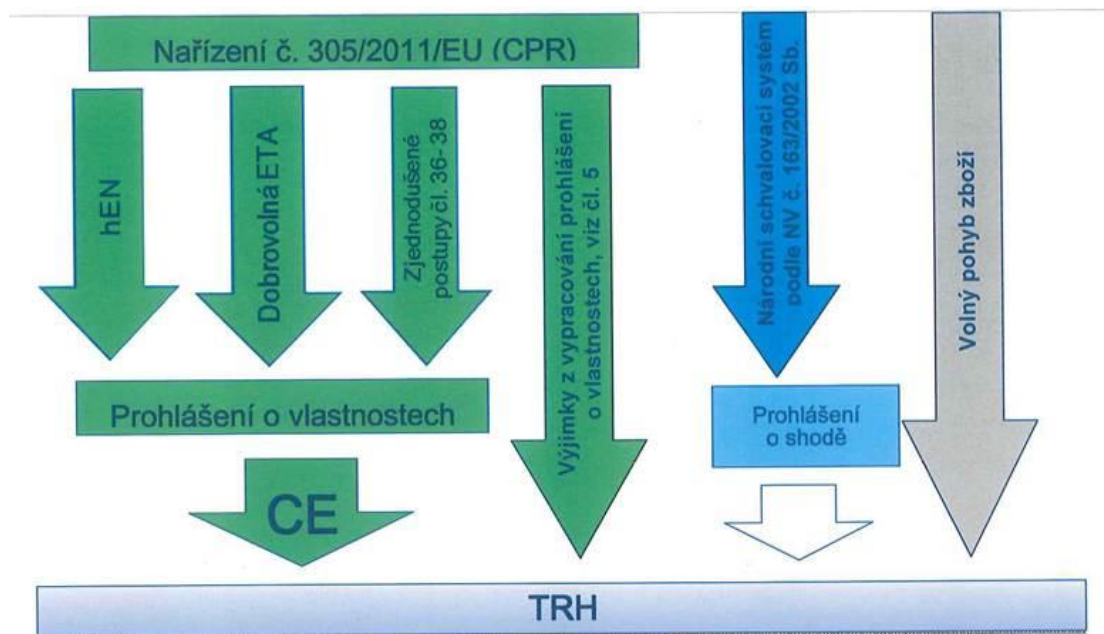 Nařízení č. 305/2011/EU (CPR)
hEN
Dobrovolná ETA
Zjednodušené
postupy čl. 36-38
Výjimky z vypracování prohlášení
o vlastnostech, viz čl. 5
Národní schvalovací systém
podle NV č. 163/2002 Sb.
Volný pohyb zboží
Prohlášení o vlastnostech
Prohlášení
o shodě
CE
TRH